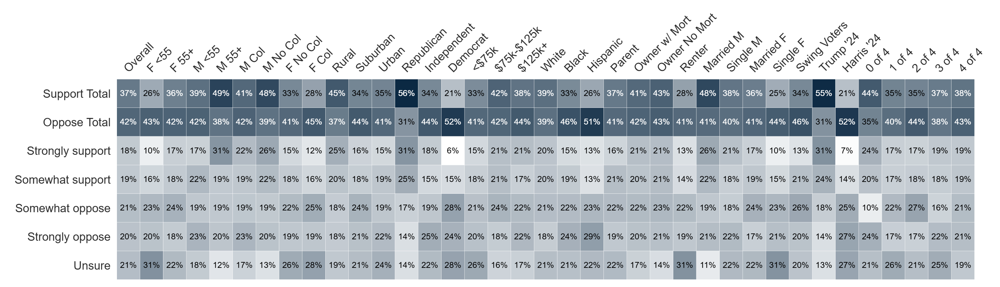 Overall F <55 F 55+ M <55 M 55+ M Col M No Col F No Col F Col Rural Suburban Urban Republican Independent Democrat <$75k $75k-$125k $125k+ White Black Hispanic Parent Owner w/ Mort Owner No Mort Renter Married M Single M Married F Single F Swing Voters Trump '24 Harris '24 0 of 4 1 of 4 2 of 4 3 of 4 4 of 4
Support Total 37% 26% 36% 39% 49% 41% 48% 33% 28% 45% 34% 35% 56% 34% 21% 33% 42% 38% 39% 33% 26% 37% 41% 43% 28% 48% 38% 36% 25% 34% 55% 21% 44% 35% 35% 37% 38%
Oppose Total 42% 43% 42% 42% 38% 42% 39% 41% 45% 37% 44% 41% 31% 44% 52% 41% 42% 44% 39% 46% 51% 41% 42% 43% 41% 41% 40% 41% 44% 46% 31% 52% 35% 40% 44% 38% 43%
Strongly support 18% 10% 17% 17% 31% 22% 26% 15% 12% 25% 16% 15% 31% 18% 6% 15% 21% 21% 20% 15% 13% 16% 21% 21% 13% 26% 21% 17% 10% 13% 31% 7% 24% 17% 17% 19% 19%
Somewhat support 19% 16% 18% 22% 19% 19% 22% 18% 16% 20% 18% 19% 25% 15% 15% 18% 21% 17% 20% 19% 13% 21% 20% 21% 14% 22% 18% 19% 15% 21% 24% 14% 20% 17% 18% 18% 19%
Somewhat oppose 21% 23% 24% 19% 19% 19% 19% 22% 25% 18% 24% 19% 17% 19% 28% 21% 24% 22% 21% 22% 23% 22% 22% 23% 22% 19% 18% 24% 23% 26% 18% 25% 10% 22% 27% 16% 21%
Strongly oppose 20% 20% 18% 23% 20% 23% 20% 19% 19% 18% 21% 22% 14% 25% 24% 20% 18% 22% 18% 24% 29% 19% 20% 21% 19% 21% 22% 17% 21% 20% 14% 27% 24% 17% 17% 22% 21%
Unsure 21% 31% 22% 18% 12% 17% 13% 26% 28% 19% 21% 24% 14% 22% 28% 26% 16% 17% 21% 21% 22% 22% 17% 14% 31% 11% 22% 22% 31% 20% 13% 27% 21% 26% 21% 25% 19%